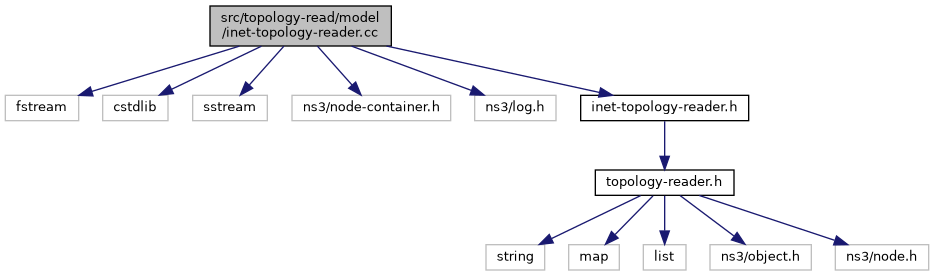 src/topology-read/model
/inet-topology-reader.cc
fstream
cstdlib
sstream
ns3/node-container.h
ns3/log.h
inet-topology-reader.h
topology-reader.h
string
map
list
ns3/object.h
ns3/node.h